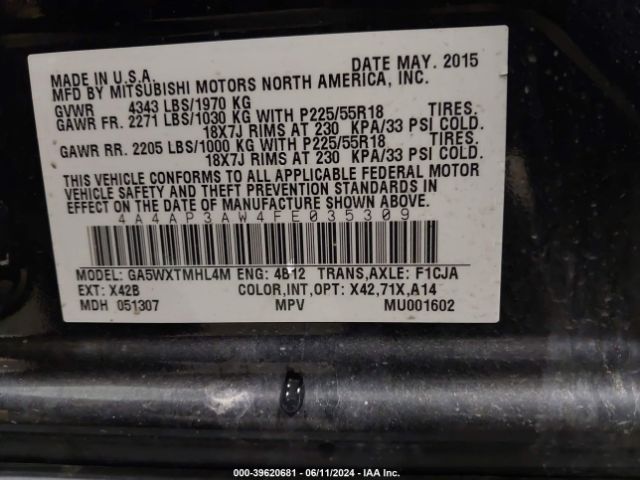 MADE IN U.S.A. DATE MAY. 2015
MFD BY MITSUBISHI MOTORS NORTH AMERICA, INC.
GVWR 4343 LBS/1970 KG
GAWR FR. 2271 LBS/1030 KG WITH P225/55R18 TIRES.
18X7J RIMS AT 230 KPA/33 PSI COLD.
GAWR RR. 2205 LBS/1000 KG WITH P225/55R18 TIRES.
18X7J RIMS AT 230 KPA/33 PSI COLD.
THIS VEHICLE CONFORMS TO ALL APPLICABLE FEDERAL MOTOR
VEHICLE SAFETY AND THEFT PREVENTION STANDARDS IN
EFFECT ON THE DATE OF MANUFACTURE SHOWN ABOVE.
4A4AP3AW4FE035309
MODEL: GA5WXTMHL4M ENG: 4B12 TRANS,AXLE: F1CJA
EXT: X42B COLOR,INT,OPT: X42,71X,A14
MDH 051307 MPV MU001602
000-39620681 - 06/11/2024 - IAA Inc.